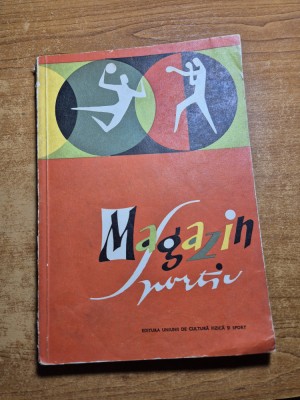 Magazin
Sportiv
EDITURA UNIUNII DE CULTURĂ FIZICĂ ȘI SPORT